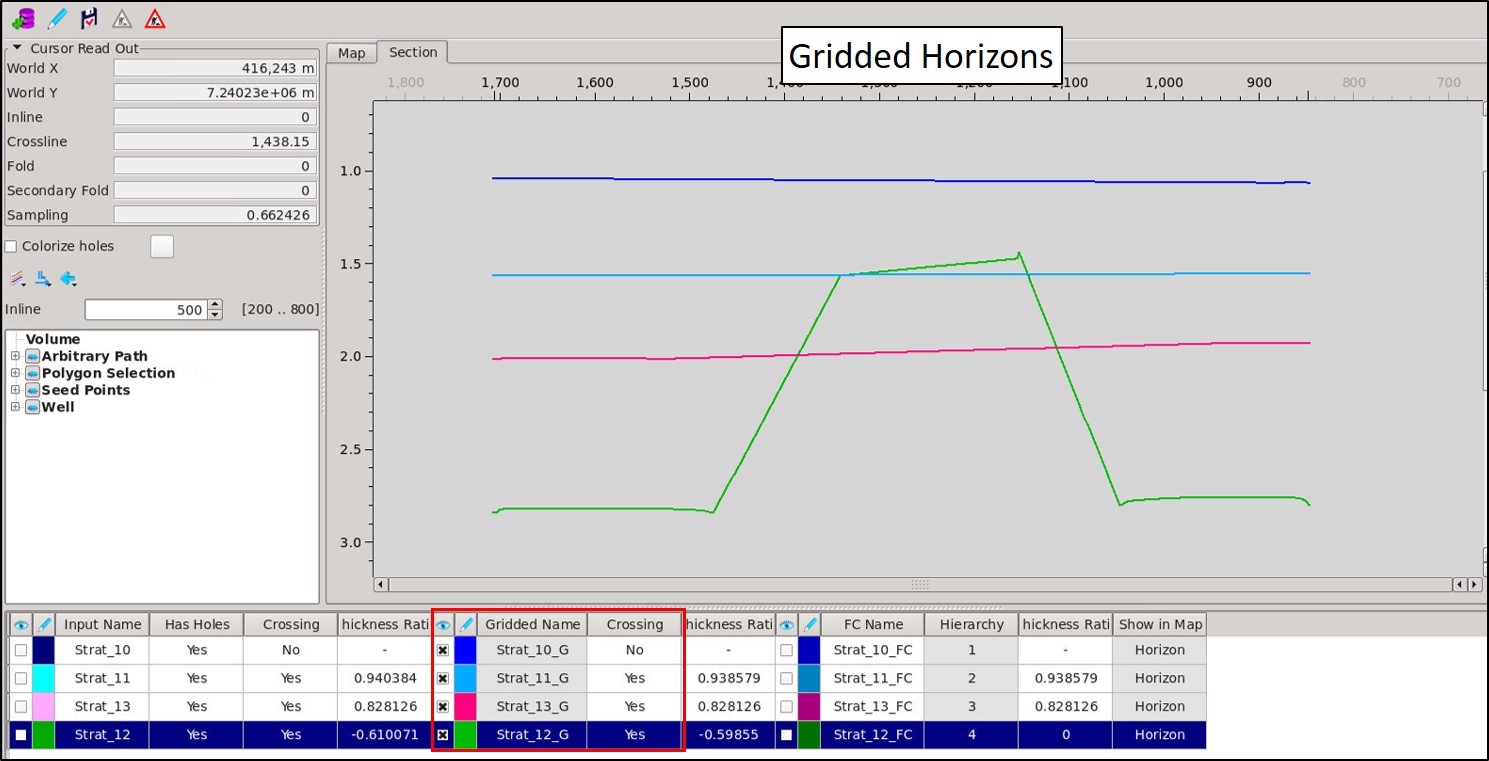 Cursor Read Out
World X 416,243 m
World Y 7.24023e+06 m
Inline 0
Crossline 1,438.15
Fold 0
Secondary Fold 0
Sampling 0.662426
Colorize holes
Inline 500 [200 .. 800]
Volume
Arbitrary Path
Polygon Selection
Seed Points
Well
Map Section
Gridded Horizons
1,800 1,700 1,600 1,500 1,400 1,300 1,200 1,100 1,000 900 800 700
1.0
1.5
2.0
2.5
3.0
Input Name Has Holes Crossing hickness Rati Gridded Name Crossing hickness Rati FC Name Hierarchy hickness Rati Show in Map
Strat_10 Yes No - Strat_10_G No - Strat_10_FC 1 - Horizon
Strat_11 Yes Yes 0.940384 Strat_11_G Yes 0.938579 Strat_11_FC 2 0.938579 Horizon
Strat_13 Yes Yes 0.828126 Strat_13_G Yes 0.828126 Strat_13_FC 3 0.828126 Horizon
Strat_12 Yes Yes -0.610071 Strat_12_G Yes -0.59855 Strat_12_FC 4 0 Horizon